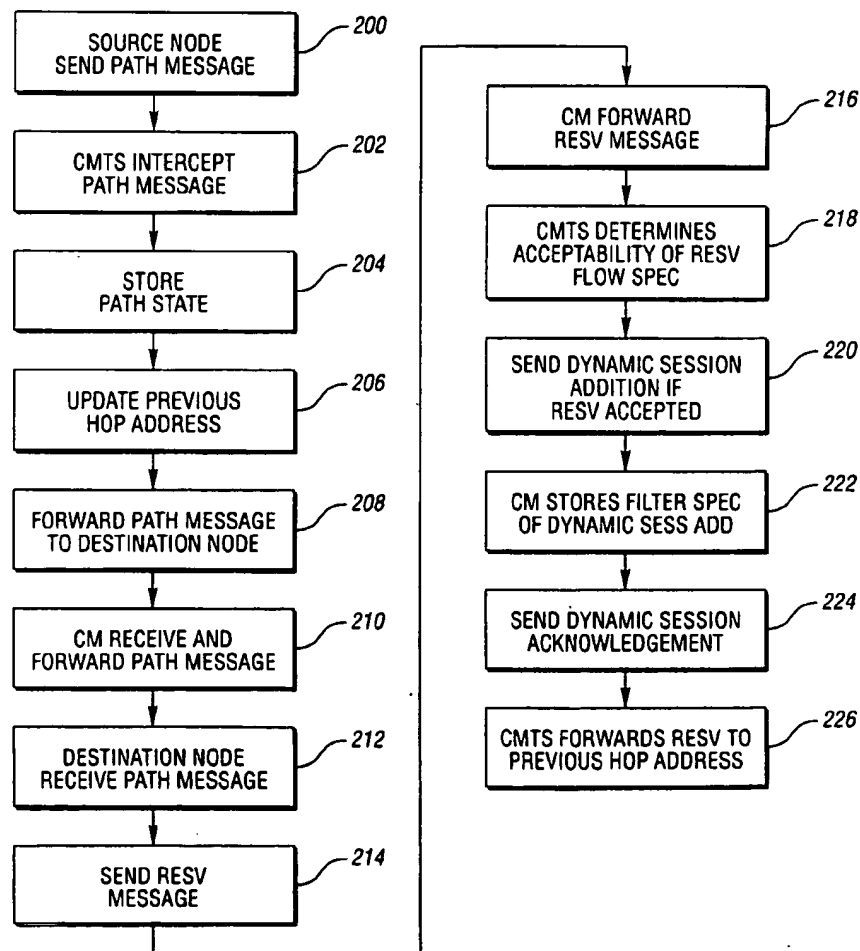 SOURCE NODE
SEND PATH MESSAGE
200
CMTS INTERCEPT
PATH MESSAGE
202
STORE
PATH STATE
204
UPDATE PREVIOUS
HOP ADDRESS
206
FORWARD PATH MESSAGE
TO DESTINATION NODE
208
CM RECEIVE AND
FORWARD PATH MESSAGE
210
DESTINATION NODE
RECEIVE PATH MESSAGE
212
SEND RESV
MESSAGE
214
CM FORWARD
RESV MESSAGE
216
CMTS DETERMINES
ACCEPTABILITY OF RESV
FLOW SPEC
218
SEND DYNAMIC SESSION
ADDITION IF
RESV ACCEPTED
220
CM STORES FILTER SPEC
OF DYNAMIC SESS ADD
222
SEND DYNAMIC SESSION
ACKNOWLEDGEMENT
224
CMTS FORWARDS RESV TO
PREVIOUS HOP ADDRESS
226